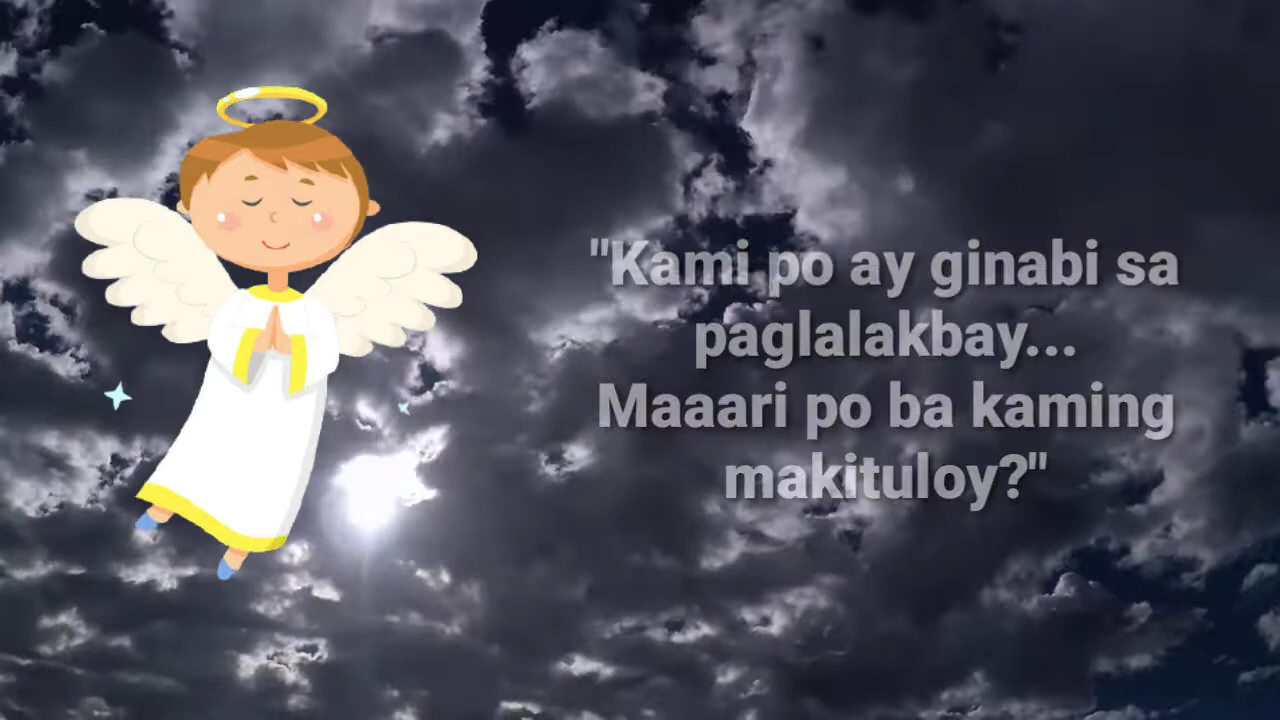 "Kami po ay ginabi sa
paglalakbay...
Maaari po ba kaming
makituloy?"